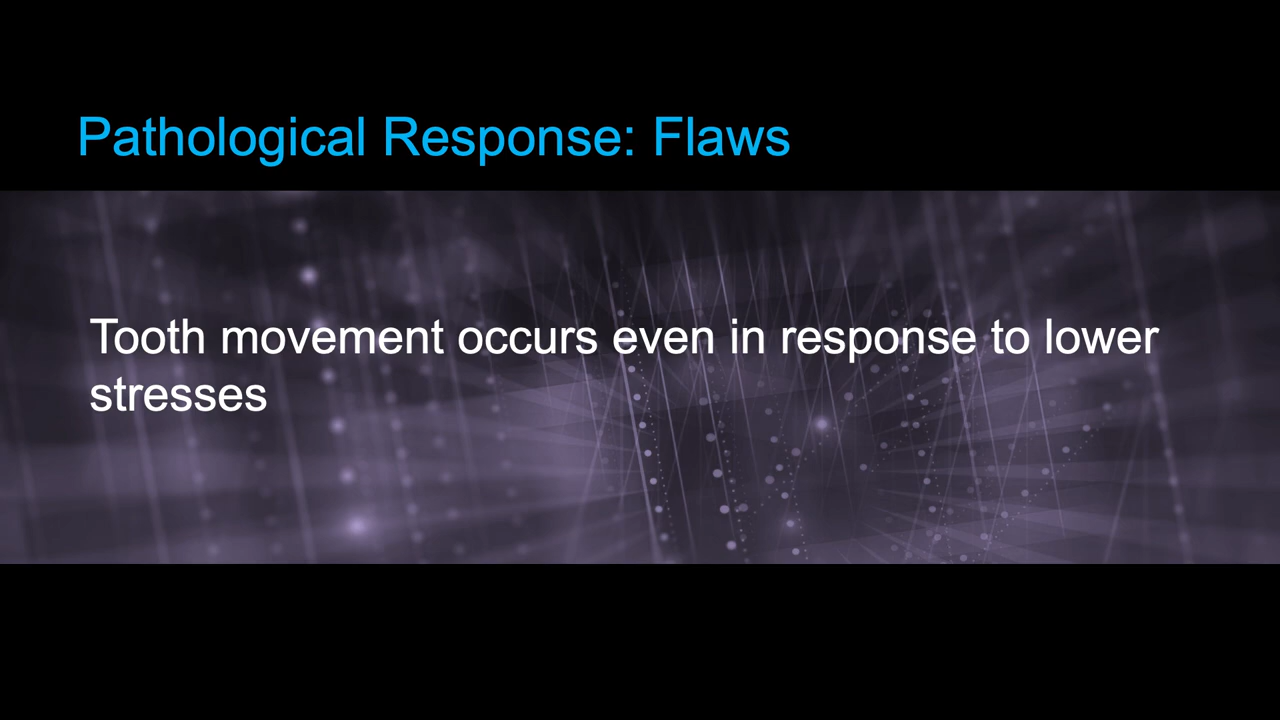 Pathological Response: Flaws
Tooth movement occurs even in response to lower
stresses